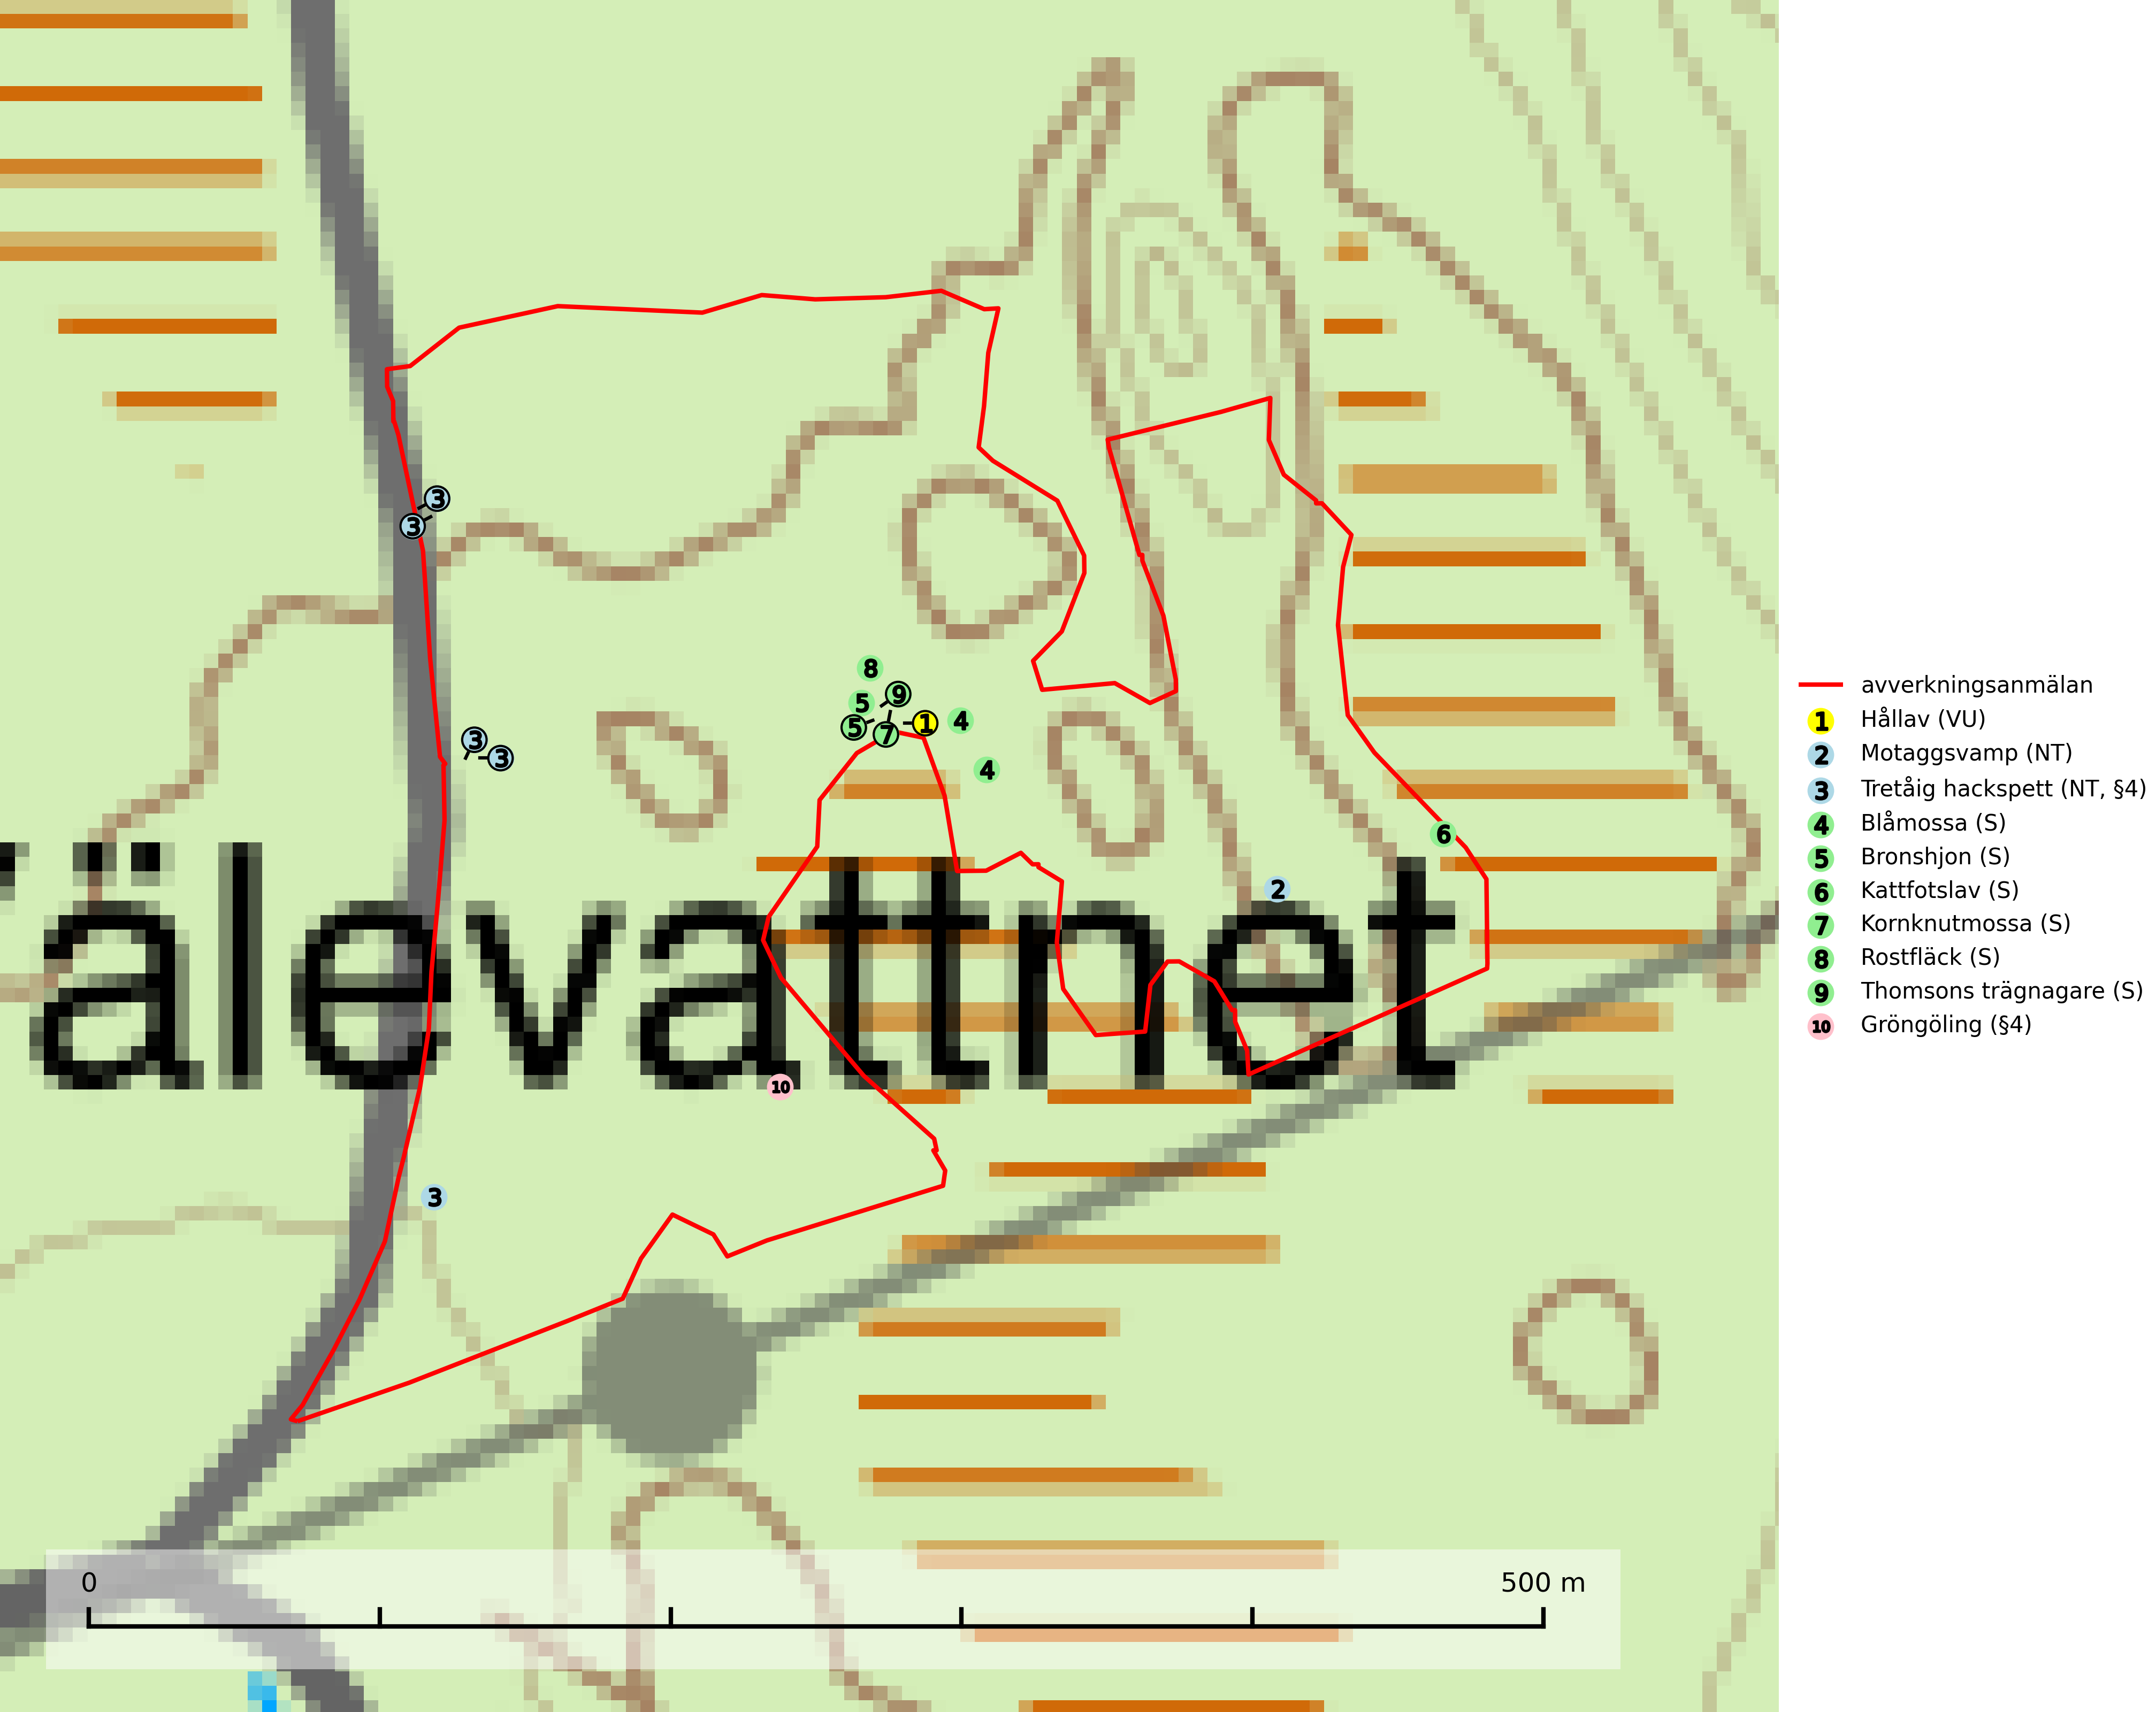 3
3
8
9
5
5
7
1
4
4
3
3
6
2
älevattnet
10
3
0 500 m
avverkningsanmälan
1 Hållav (VU)
2 Motaggsvamp (NT)
3 Tretåig hackspett (NT, §4)
4 Blåmossa (S)
5 Bronshjon (S)
6 Kattfotslav (S)
7 Kornknutmossa (S)
8 Rostfläck (S)
9 Thomsons trägnagare (S)
10 Gröngöling (§4)